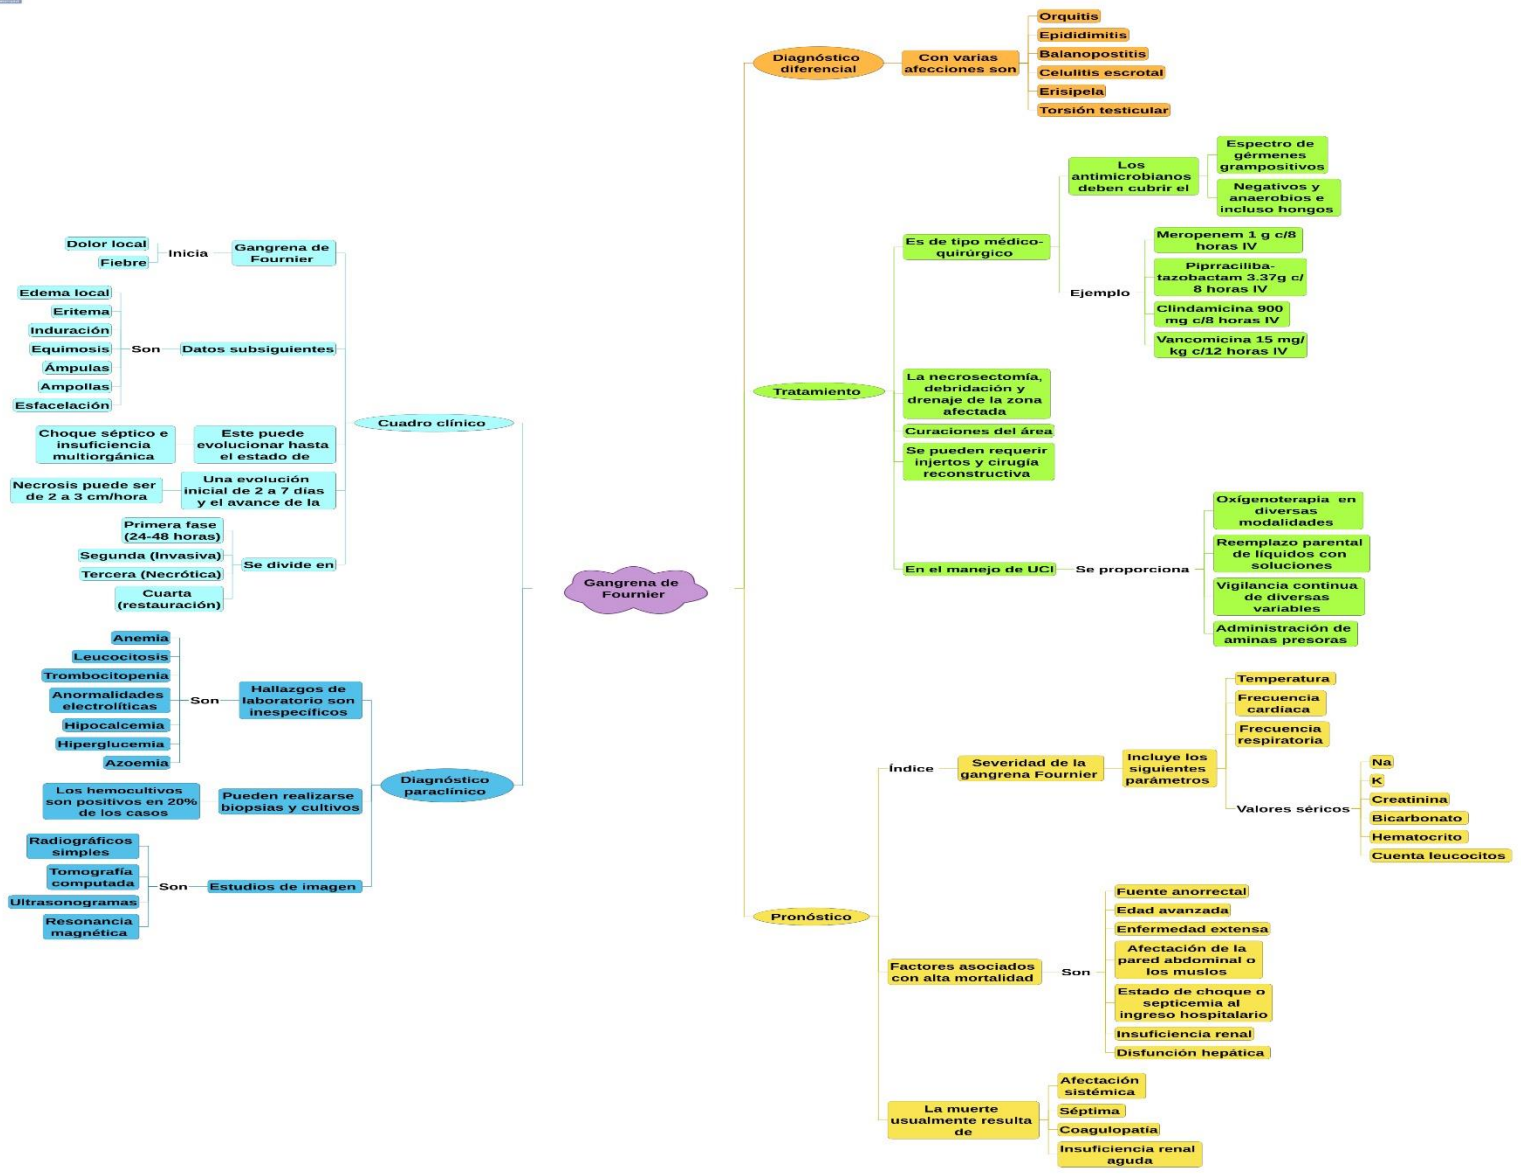 Gangrena de
Fournier
Cuadro clínico
Gangrena de
Fournier
Inicia
Dolor local
Fiebre
Datos subsiguientes
Son
Edema local
Eritema
Induración
Equimosis
Ámpulas
Ampollas
Esfacelación
Este puede
evolucionar hasta
el estado de
Choque séptico e
insuficiencia
multiorgánica
Una evolución
inicial de 2 a 7 días
y el avance de la
Necrosis puede ser
de 2 a 3 cm/hora
Se divide en
Primera fase
(24-48 horas)
Segunda (Invasiva)
Tercera (Necrótica)
Cuarta
(restauración)
Diagnóstico
paraclínico
Hallazgos de
laboratorio son
inespecíficos
Son
Anemia
Leucocitosis
Trombocitopenia
Anormalidades
electrolíticas
Hipocalcemia
Hiperglucemia
Azoemia
Pueden realizarse
biopsias y cultivos
Los hemocultivos
son positivos en 20%
de los casos
Estudios de imagen
Son
Radiográficos
simples
Tomografía
computada
Ultrasonogramas
Resonancia
magnética
Diagnóstico
diferencial
Con varias
afecciones son
Orquitis
Epididimitis
Balanopostitis
Celulitis escrotal
Erisipela
Torsión testicular
Tratamiento
Es de tipo médico-
quirúrgico
Los
antimicrobianos
deben cubrir el
Espectro de
gérmenes
grampositivos
Negativos y
anaerobios e
incluso hongos
Ejemplo
Meropenem 1 g c/8
horas IV
Piprraciliba-
tazobactam 3.37g c/
8 horas IV
Clindamicina 900
mg c/8 horas IV
Vancomicina 15 mg/
kg c/12 horas IV
La necrosectomía,
debridación y
drenaje de la zona
afectada
Curaciones del área
Se pueden requerir
injertos y cirugía
reconstructiva
En el manejo de UCI
Se proporciona
Oxígenoterapia en
diversas
modalidades
Reemplazo parental
de líquidos con
soluciones
Vigilancia continua
de diversas
variables
Administración de
aminas presoras
Pronóstico
Índice
Severidad de la
gangrena Fournier
Incluye los
siguientes
parámetros
Temperatura
Frecuencia
cardiaca
Frecuencia
respiratoria
Valores séricos
Na
K
Creatinina
Bicarbonato
Hematocrito
Cuenta leucocitos
Factores asociados
con alta mortalidad
Son
Fuente anorrectal
Edad avanzada
Enfermedad extensa
Afectación de la
pared abdominal o
los muslos
Estado de choque o
septicemia al
ingreso hospitalario
Insuficiencia renal
Disfunción hepática
La muerte
usualmente resulta
de
Afectación
sistémica
Séptima
Coagulopatía
Insuficiencia renal
aguda